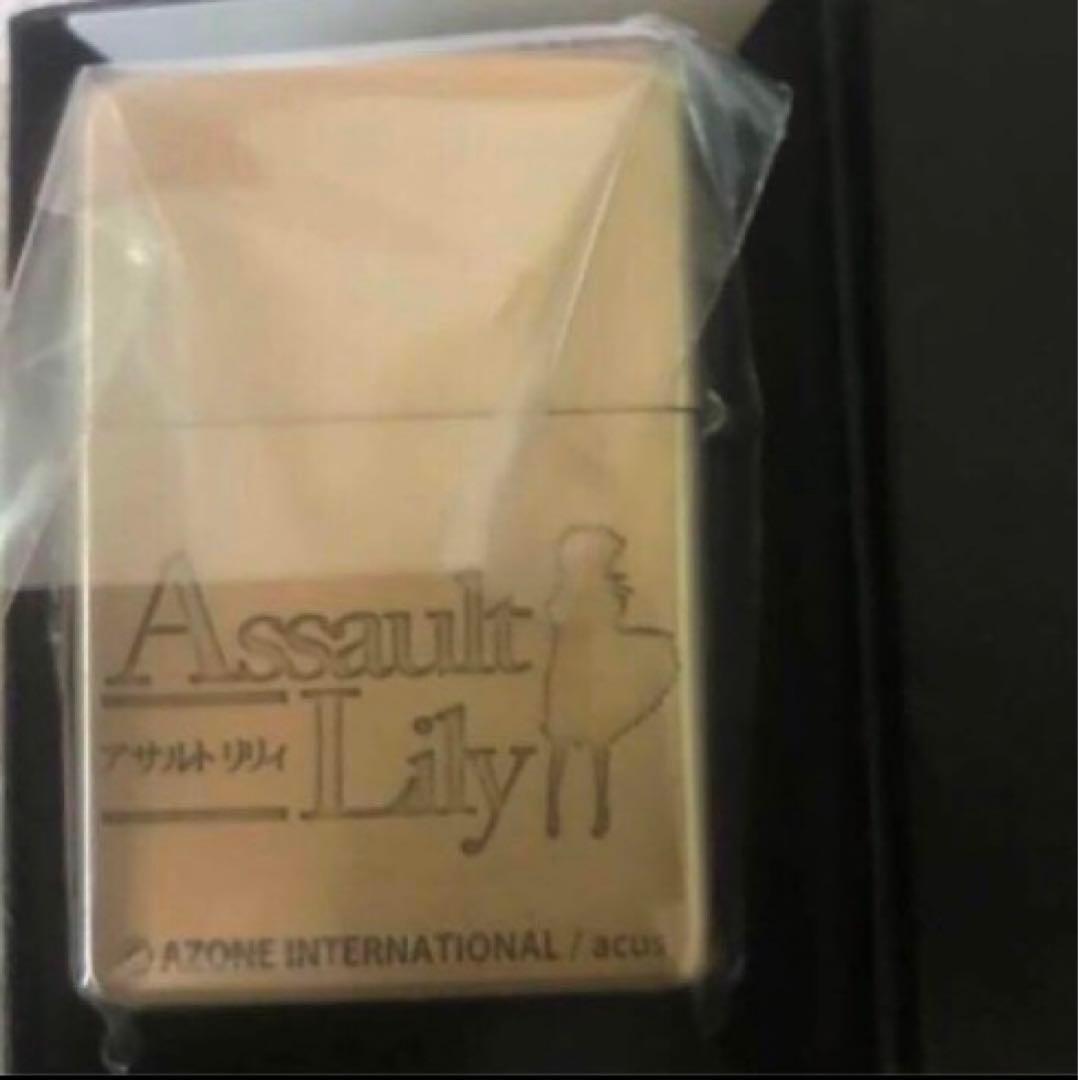 Assault
アサルトリリィ
Lily
© AZONE INTERNATIONAL / acus